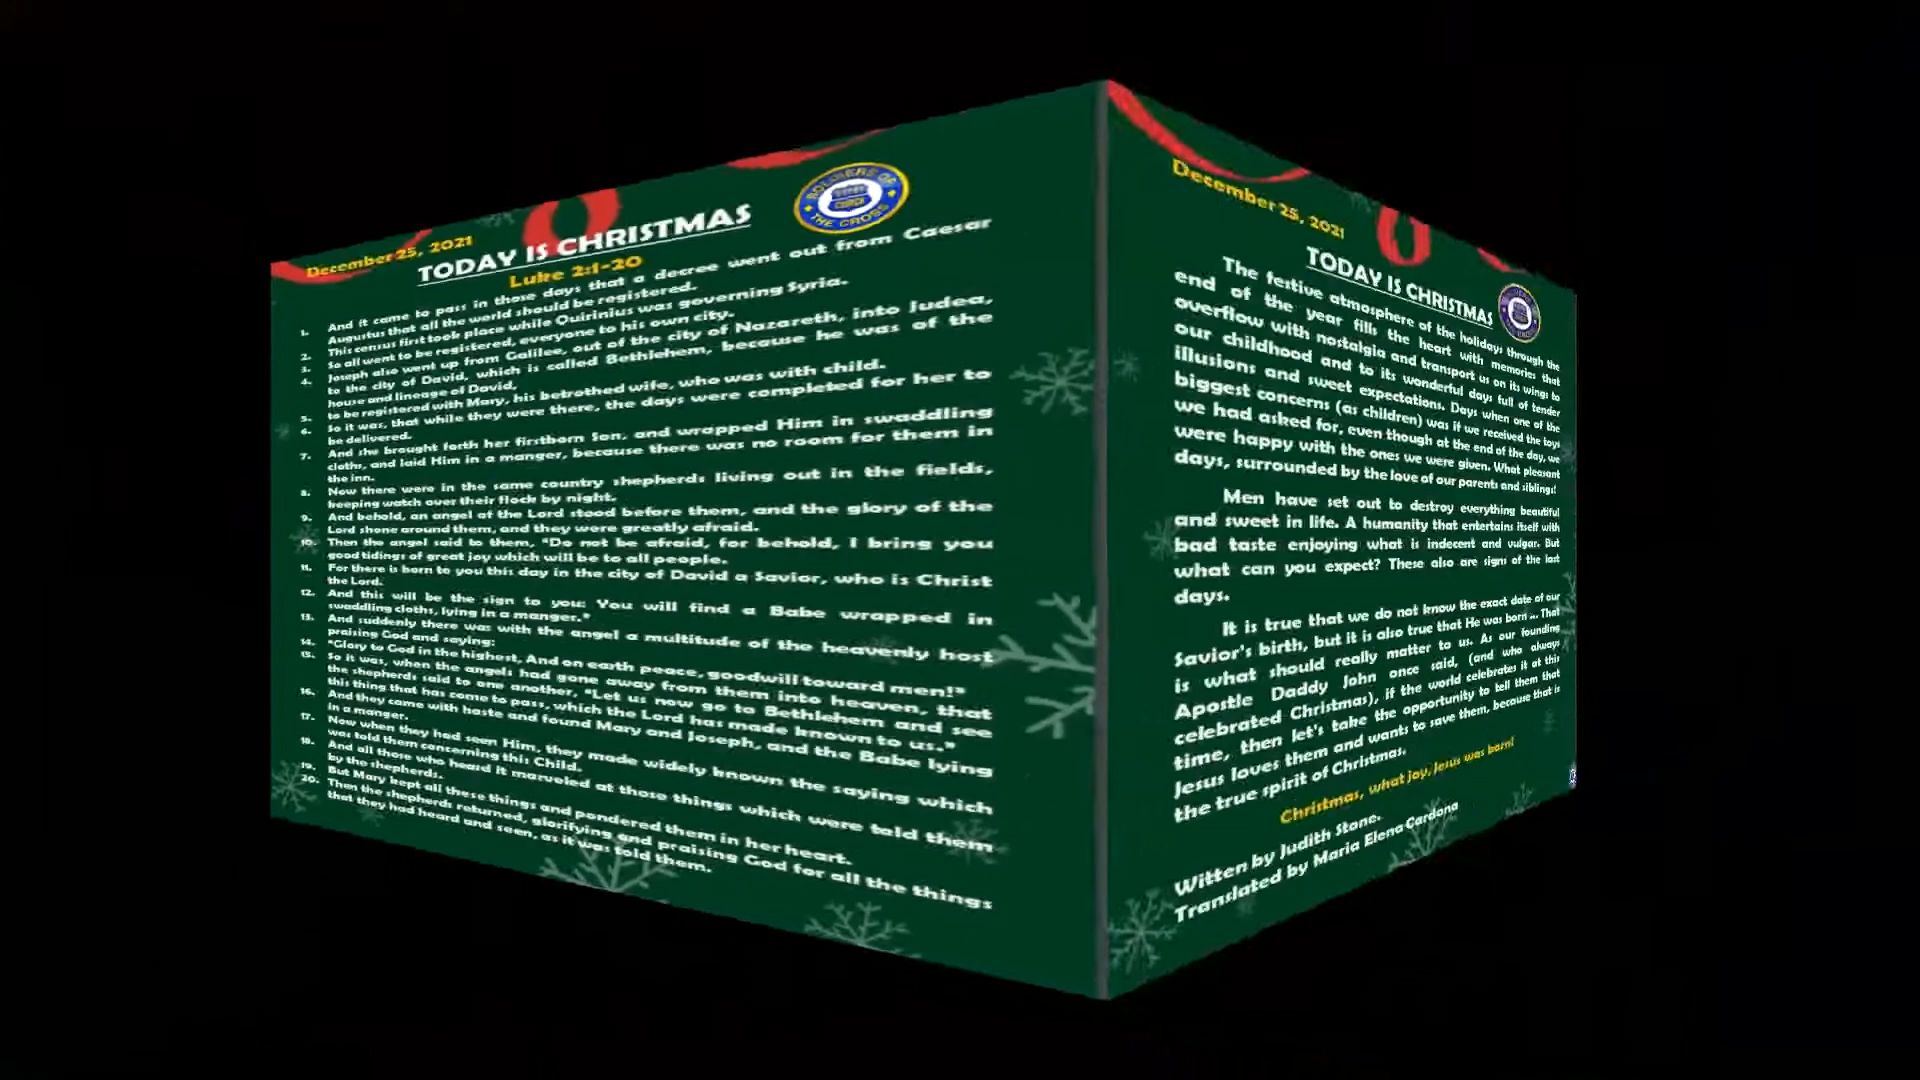 December 25, 2021
TODAY IS CHRISTMAS
SOLDIERS OF
THE CROSS
CHURCH
Luke 2:1-20
1. And it came to pass in those days that a decree went out from Caesar
Augustus that all the world should be registered.
2. This census first took place while Quirinius was governing Syria.
3. So all went to be registered, everyone to his own city.
4. Joseph also went up from Galilee, out of the city of Nazareth, into Judea,
to the city of David, which is called Bethlehem, because he was of the
house and lineage of David,
5. to be registered with Mary, his betrothed wife, who was with child.
6. So it was, that while they were there, the days were completed for her to
be delivered.
7. And she brought forth her firstborn Son, and wrapped Him in swaddling
cloths, and laid Him in a manger, because there was no room for them in
the inn.
8. Now there were in the same country shepherds living out in the fields,
keeping watch over their flock by night.
9. And behold, an angel of the Lord stood before them, and the glory of the
Lord shone around them, and they were greatly afraid.
10. Then the angel said to them, "Do not be afraid, for behold, I bring you
good tidings of great joy which will be to all people.
11. For there is born to you this day in the city of David a Savior, who is Christ
the Lord.
12. And this will be the sign to you: You will find a Babe wrapped in
swaddling cloths, lying in a manger."
13. And suddenly there was with the angel a multitude of the heavenly host
praising God and saying:
14. "Glory to God in the highest, And on earth peace, goodwill toward men!"
15. So it was, when the angels had gone away from them into heaven, that
the shepherds said to one another, "Let us now go to Bethlehem and see
this thing that has come to pass, which the Lord has made known to us."
16. And they came with haste and found Mary and Joseph, and the Babe lying
in a manger.
17. Now when they had seen Him, they made widely known the saying which
was told them concerning this Child.
18. And all those who heard it marveled at those things which were told them
by the shepherds.
19. But Mary kept all these things and pondered them in her heart.
20. Then the shepherds returned, glorifying and praising God for all the things
that they had heard and seen, as it was told them.
December 25, 2021
TODAY IS CHRISTMAS
The festive atmosphere of the holidays through the
end of the year fills the heart with memories that
overflow with nostalgia and transport us on its wings to
our childhood and to its wonderful days full of tender
illusions and sweet expectations. Days when one of the
biggest concerns (as children) was if we received the toys
we had asked for, even though at the end of the day, we
were happy with the ones we were given. What pleasant
days, surrounded by the love of our parents and siblings!
Men have set out to destroy everything beautiful
and sweet in life. A humanity that entertains itself with
bad taste enjoying what is indecent and vulgar. But
what can you expect? These also are signs of the last
days.
It is true that we do not know the exact date of our
Savior's birth, but it is also true that He was born ... That
is what should really matter to us. As our founding
Apostle Daddy John once said, (and who always
celebrated Christmas), if the world celebrates it at this
time, then let's take the opportunity to tell them that
Jesus loves them and wants to save them, because that is
the true spirit of Christmas.
Christmas, what joy, Jesus was born!
Witten by Judith Stone.
Translated by Maria Elena Cardona